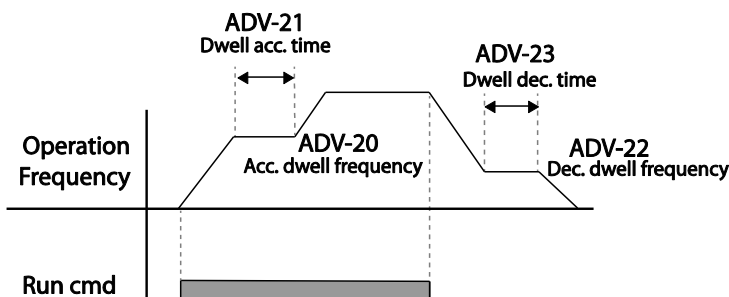 ADV-21
Dwell acc. time
ADV-23
Dwell dec. time
Operation
Frequency
ADV-20
Acc. dwell frequency
ADV-22
Dec. dwell frequency
Run cmd